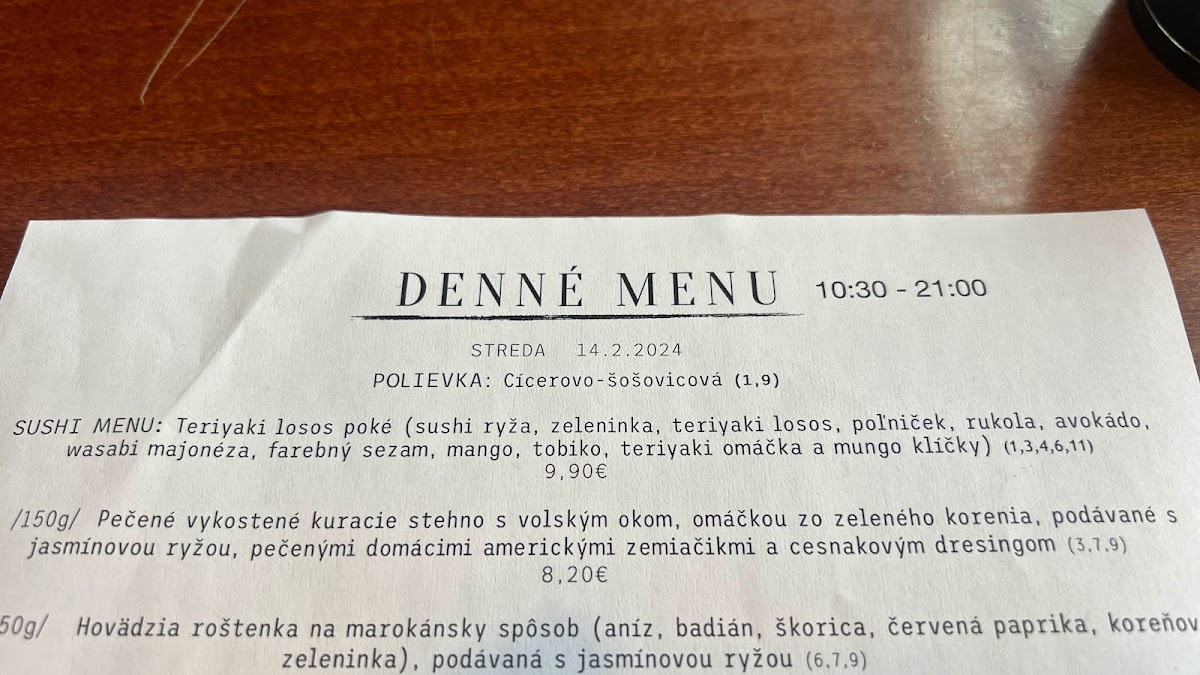 DENNÉ MENU 10:30 - 21:00
STREDA 14.2.2024
POLIEVKA: Cícerovo-šošovicová (1,9)
SUSHI MENU: Teriyaki losos poké (sushi ryža, zeleninka, teriyaki losos, poľniček, rukola, avokádo,
wasabi majonéza, farebný sezam, mango, tobiko, teriyaki omáčka a mungo klíčky) (1,3,4,6,11)
9,90€
/150g/ Pečené vykostené kuracie stehno s volským okom, omáčkou zo zeleného korenia, podávané s
jasmínovou ryžou, pečenými domácimi americkými zemiačikmi a cesnakovým dresingom (3,7,9)
8,20€
50g/ Hovädzia roštenka na marokánsky spôsob (aníz, badián, škorica, červená paprika, koreňov
zeleninka), podávaná s jasmínovou ryžou (6,7,9)